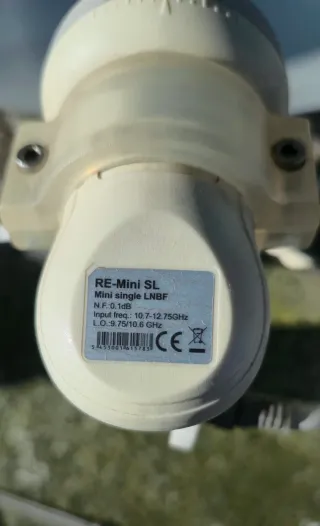 RE-Mini SL
Mini single LNBF
N.F.:0.1dB
Input freq.: 10.7-12.75GHz
L.O.:9.75/10.6 GHz
CE